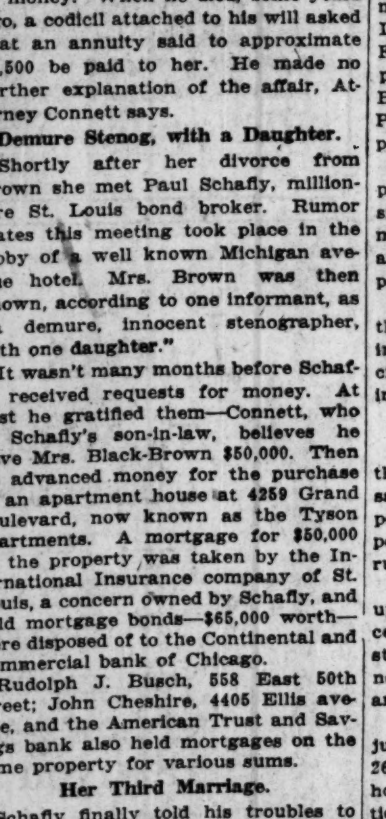 ro, a codicil attached to his will asked
at an annuity said to approximate
,500 be paid to her. He made no
rther explanation of the affair, At-
rney Connett says.
Demure Stenog, with a Daughter.
Shortly after her divorce from
rown she met Paul Schafly, million-
re St. Louis bond broker. Rumor
ates this meeting took place in the
bby of a well known Michigan ave-
ue hotel. Mrs. Brown was then
nown, according to one informant, as
demure, innocent stenographer,
th one daughter."
It wasn't many months before Schaf-
received requests for money. At
st he gratified them—Connett, who
Schafly's son-in-law, believes he
ve Mrs. Black-Brown $50,000. Then
advanced money for the purchase
an apartment house at 4259 Grand
ulevard, now known as the Tyson
artments. A mortgage for $50,000
the property was taken by the In-
rnational Insurance company of St.
uis, a concern owned by Schafly, and
ld mortgage bonds—$65,000 worth—
re disposed of to the Continental and
mmercial bank of Chicago.
Rudolph J. Busch, 558 East 50th
reet; John Cheshire, 4405 Ellis ave-
e, and the American Trust and Sav-
gs bank also held mortgages on the
me property for various sums.
Her Third Marriage.
Schafly finally told his troubles to